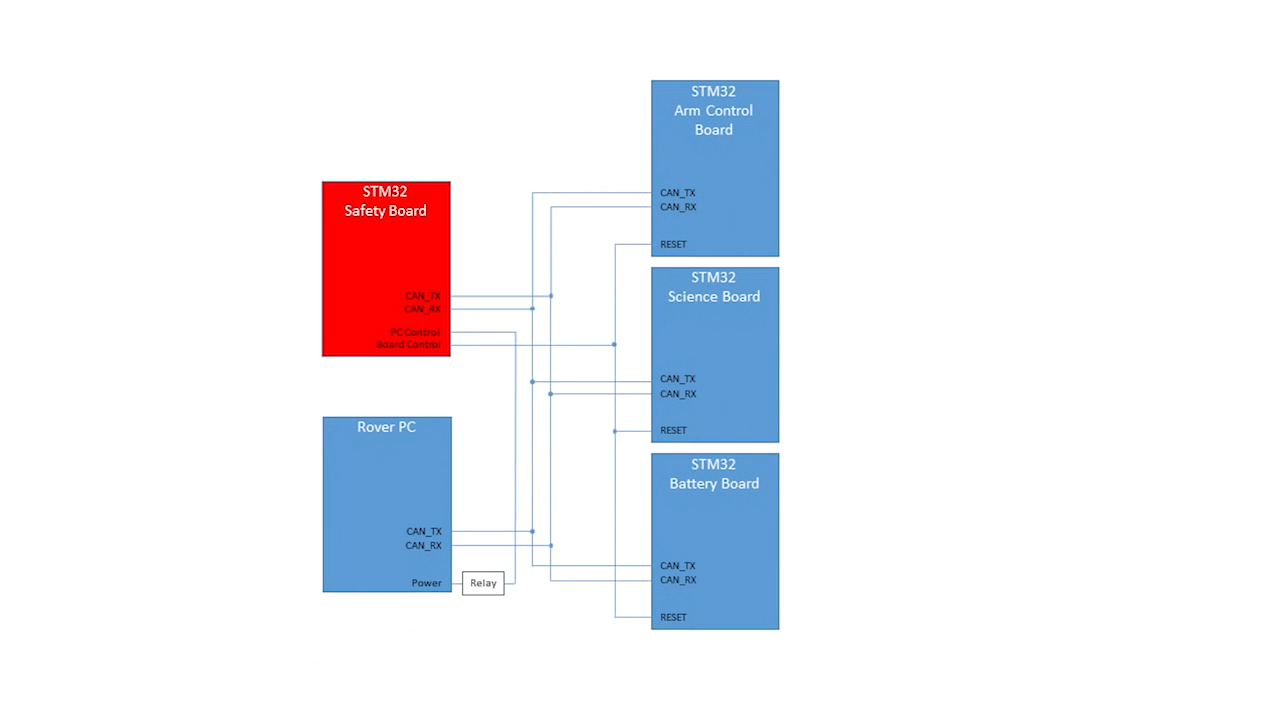 STM32
Safety Board
CAN_TX
CAN_RX
PC Control
Board Control
Rover PC
CAN_TX
CAN_RX
Power
Relay
STM32
Arm Control
Board
CAN_TX
CAN_RX
RESET
STM32
Science Board
CAN_TX
CAN_RX
RESET
STM32
Battery Board
CAN_TX
CAN_RX
RESET